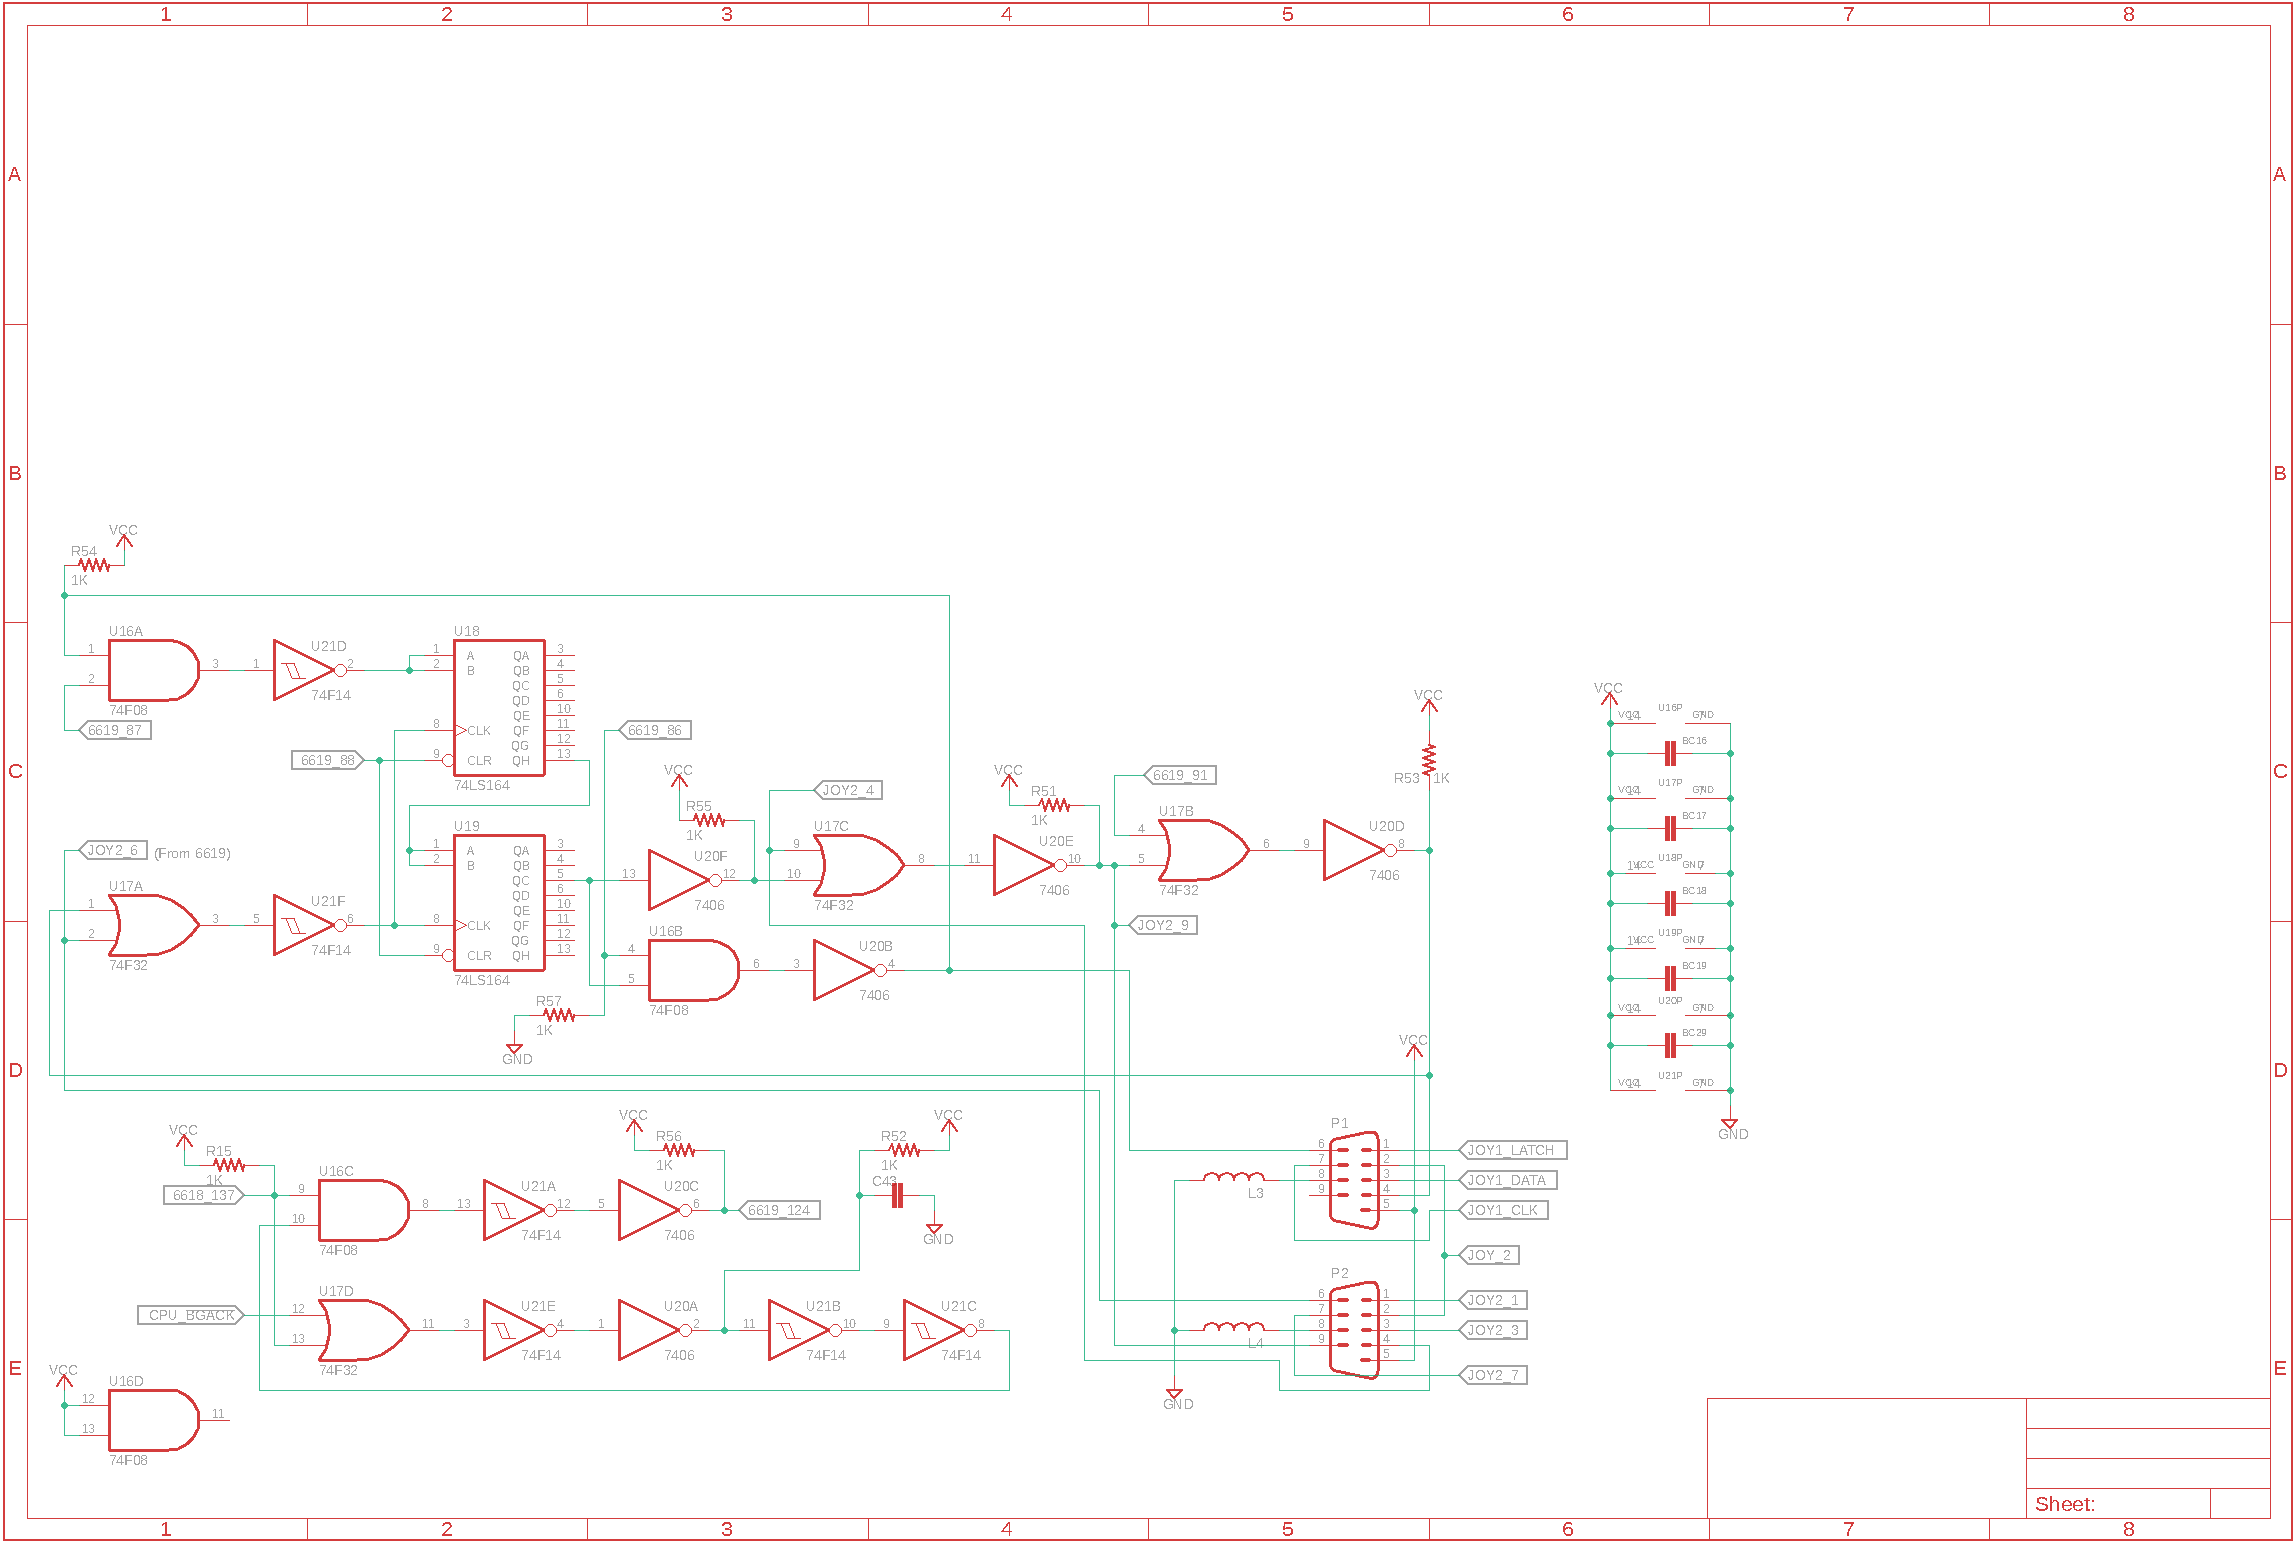 1 2 3 4 5 6 7 8
A A
B B
C C
D D
E E
VCC
R54
1K
U16A
1
2
3
74F08
6619_87
U21D
1
2
74F14
U18
1
2
8
9
A
B
CLK
CLR
QA
QB
QC
QD
QE
QF
QG
QH
3
4
5
6
10
11
12
13
74LS164
6619_88
6619_86
JOY2_6 (From 6619)
U17A
1
2
3
74F32
U21F
5
6
74F14
U19
1
2
8
9
A
B
CLK
CLR
QA
QB
QC
QD
QE
QF
QG
QH
3
4
5
6
10
11
12
13
74LS164
VCC
R55
1K
U20F
13
12
7406
JOY2_4
U17C
9
10
8
74F32
VCC
R51
1K
U20E
11
10
7406
6619_91
U17B
4
5
6
74F32
VCC
R53 1K
U20D
9
8
7406
JOY2_9
U16B
4
5
6
74F08
U20B
3
4
7406
R57
1K
GND
VCC
R15
1K
6618_137
U16C
9
10
8
74F08
U21A
13
12
74F14
VCC
R56
1K
U20C
5
6
7406
6619_124
VCC
R52
1K
C43
GND
CPU_BGACK
U17D
12
13
11
74F32
U21E
3
4
74F14
U20A
1
2
7406
U21B
11
10
74F14
U21C
9
8
74F14
VCC
U16D
12
13
11
74F08
VCC
P1
6
7
8
9
1
2
3
4
5
L3
JOY1_LATCH
JOY1_DATA
JOY1_CLK
JOY_2
P2
6
7
8
9
1
2
3
4
5
L4
GND
JOY2_1
JOY2_3
JOY2_7
VCC
U16P
VCC 14 GND 7
BC16
U17P
VCC 14 GND 7
BC17
U18P
14 VCC GND 7
BC18
U19P
14 VCC GND 7
BC19
U20P
VCC 14 GND 7
BC29
U21P
VCC 14 GND 7
GND
Sheet:
1 2 3 4 5 6 7 8